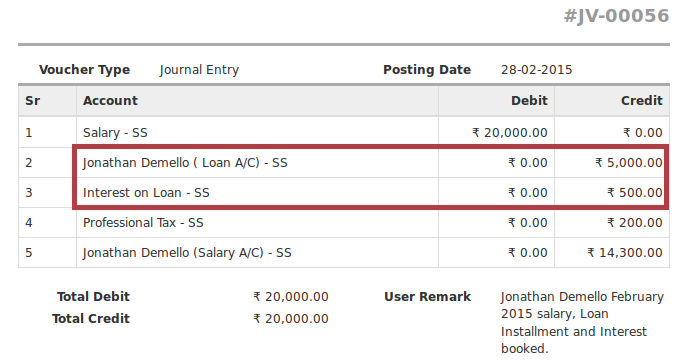 #JV-00056
Voucher Type Journal Entry Posting Date 28-02-2015
Sr Account Debit Credit
1 Salary - SS ₹ 20,000.00 ₹ 0.00
2 Jonathan Demello ( Loan A/C) - SS ₹ 0.00 ₹ 5,000.00
3 Interest on Loan - SS ₹ 0.00 ₹ 500.00
4 Professional Tax - SS ₹ 0.00 ₹ 200.00
5 Jonathan Demello (Salary A/C) - SS ₹ 0.00 ₹ 14,300.00
Total Debit ₹ 20,000.00
Total Credit ₹ 20,000.00
User Remark Jonathan Demello February
2015 salary, Loan
Installment and Interest
booked.